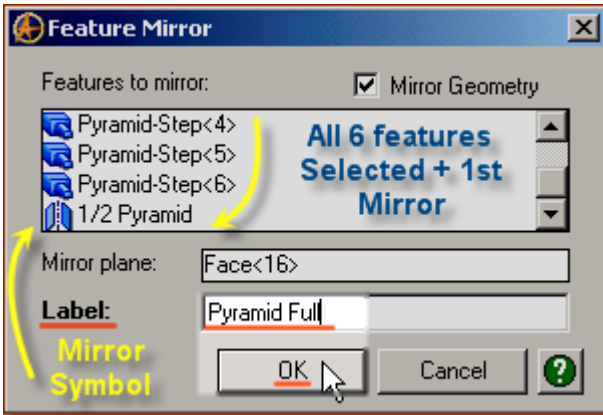 Feature Mirror
Features to mirror:
Mirror Geometry
Pyramid-Step<4>
Pyramid-Step<5>
Pyramid-Step<6>
1/2 Pyramid
All 6 features
Selected + 1st
Mirror
Mirror plane:
Face<16>
Label:
Pyramid Full
Mirror
Symbol
OK
Cancel
?